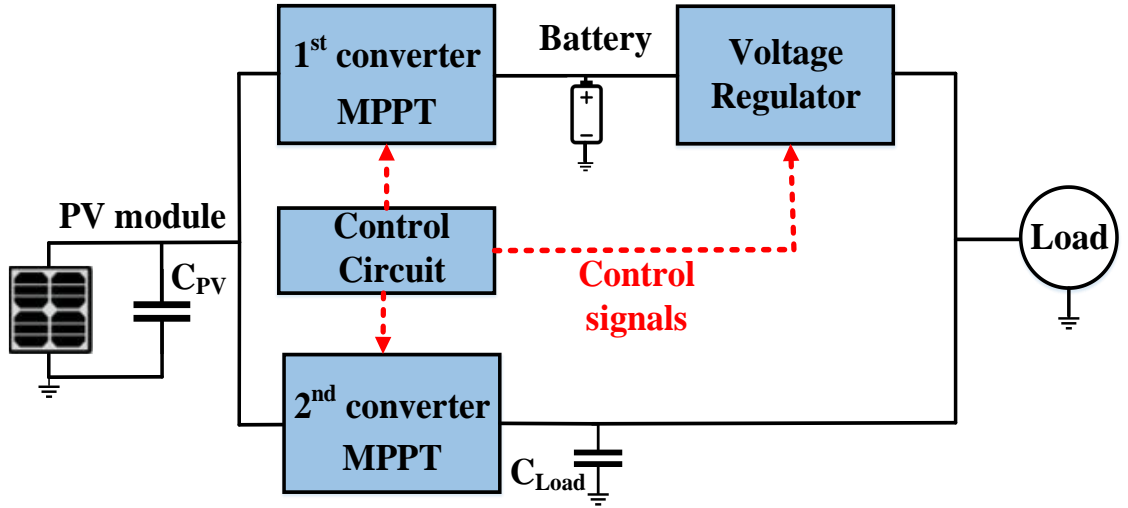 1st converter
MPPT
Battery
+
−
Voltage
Regulator
PV module
CPV
Control
Circuit
Control
signals
Load
2nd converter
MPPT
CLoad